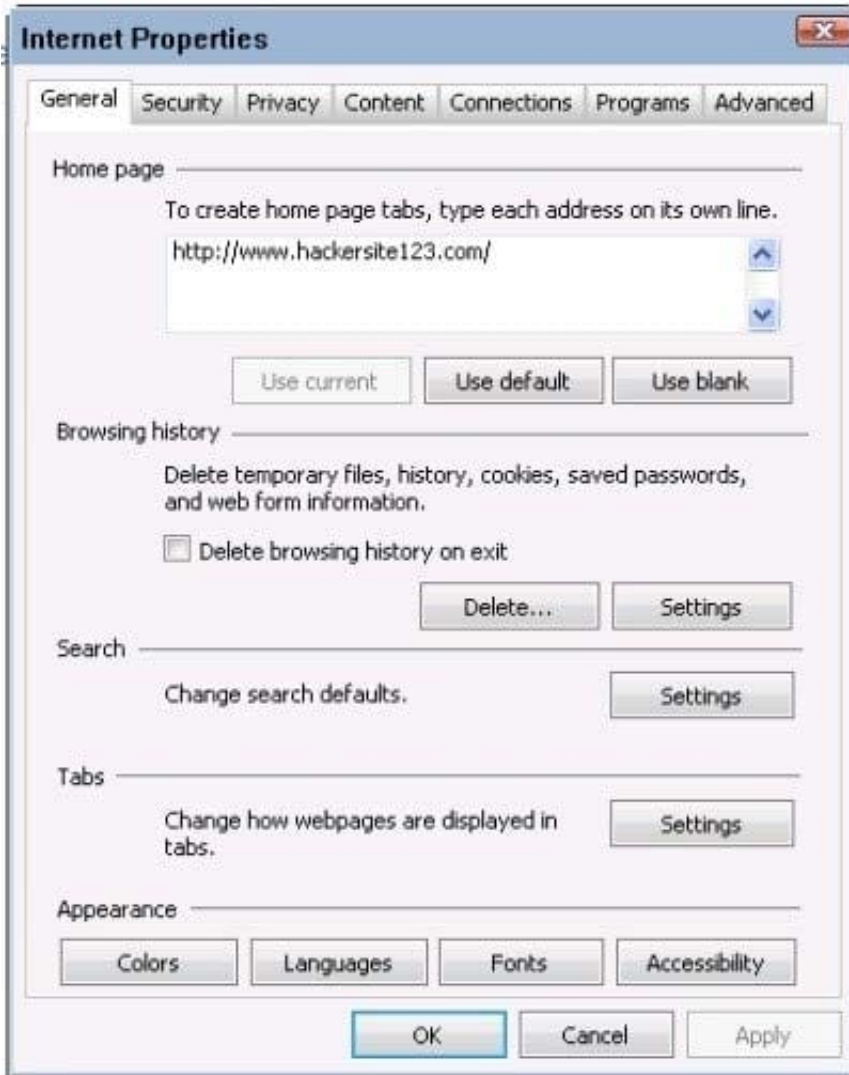 Internet Properties
General Security Privacy Content Connections Programs Advanced
Home page
To create home page tabs, type each address on its own line.
http://www.hackersite123.com/
Use current Use default Use blank
Browsing history
Delete temporary files, history, cookies, saved passwords,
and web form information.
Delete browsing history on exit
Delete... Settings
Search
Change search defaults. Settings
Tabs
Change how webpages are displayed in
tabs.
Settings
Appearance
Colors Languages Fonts Accessibility
OK Cancel Apply